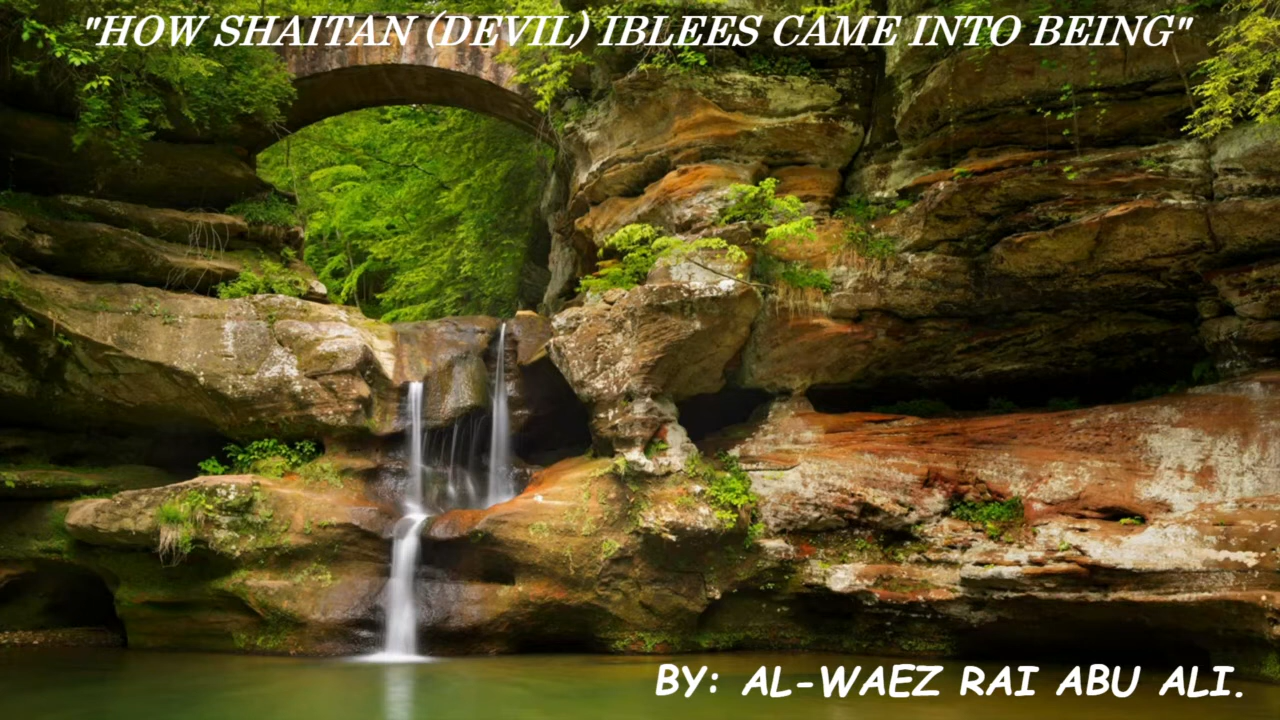 "HOW SHAITAN (DEVIL) IBLEES CAME INTO BEING"
BY: AL-WAEZ RAI ABU ALI.